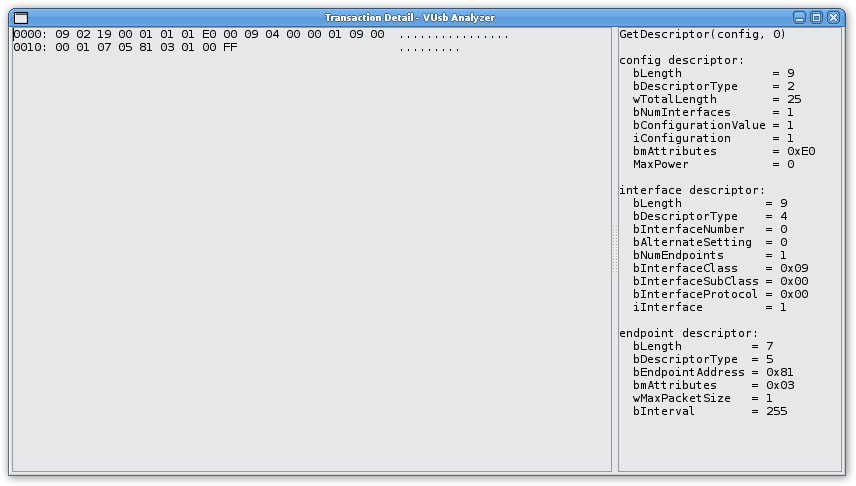 Transaction Detail - VUsb Analyzer
0000: 09 02 19 00 01 01 01 E0 00 09 04 00 00 01 09 00  ................
0010: 00 01 07 05 81 03 01 00 FF                       .........
GetDescriptor(config, 0)
config descriptor:
bLength             = 9
bDescriptorType     = 2
wTotalLength        = 25
bNumInterfaces      = 1
bConfigurationValue = 1
iConfiguration      = 1
bmAttributes        = 0xE0
MaxPower            = 0
interface descriptor:
bLength            = 9
bDescriptorType    = 4
bInterfaceNumber   = 0
bAlternateSetting  = 0
bNumEndpoints      = 1
bInterfaceClass    = 0x09
bInterfaceSubClass = 0x00
bInterfaceProtocol = 0x00
iInterface         = 1
endpoint descriptor:
bLength          = 7
bDescriptorType  = 5
bEndpointAddress = 0x81
bmAttributes     = 0x03
wMaxPacketSize   = 1
bInterval        = 255